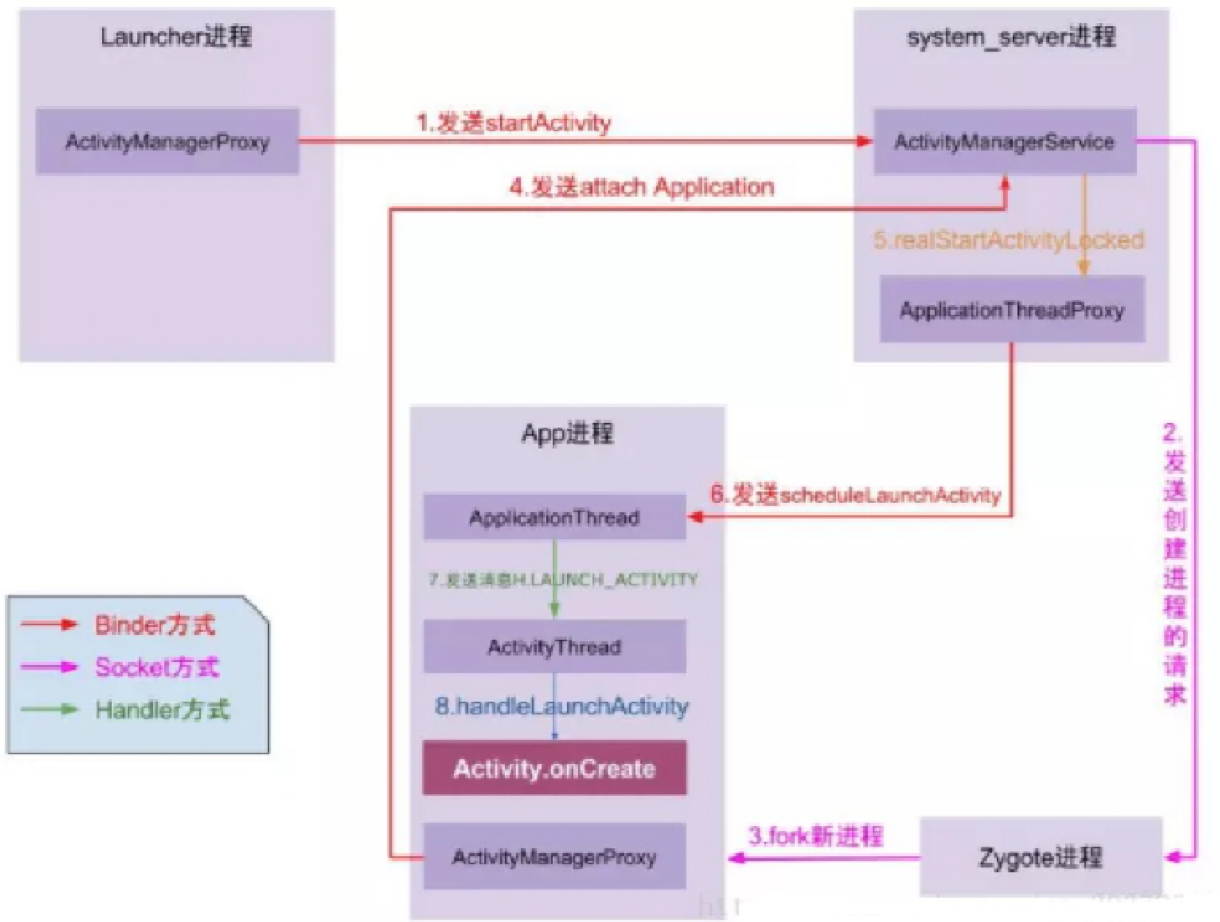 Launcher进程
system_server进程
ActivityManagerProxy
1.发送startActivity
ActivityManagerService
4.发送attach Application
5.realStartActivityLocked
ApplicationThreadProxy
App进程
2.发送创建进程的请求
6.发送scheduleLaunchActivity
ApplicationThread
7.发送消息H.LAUNCH_ACTIVITY
Binder方式
Socket方式
Handler方式
ActivityThread
8.handleLaunchActivity
Activity.onCreate
ActivityManagerProxy
3.fork新进程
Zygote进程